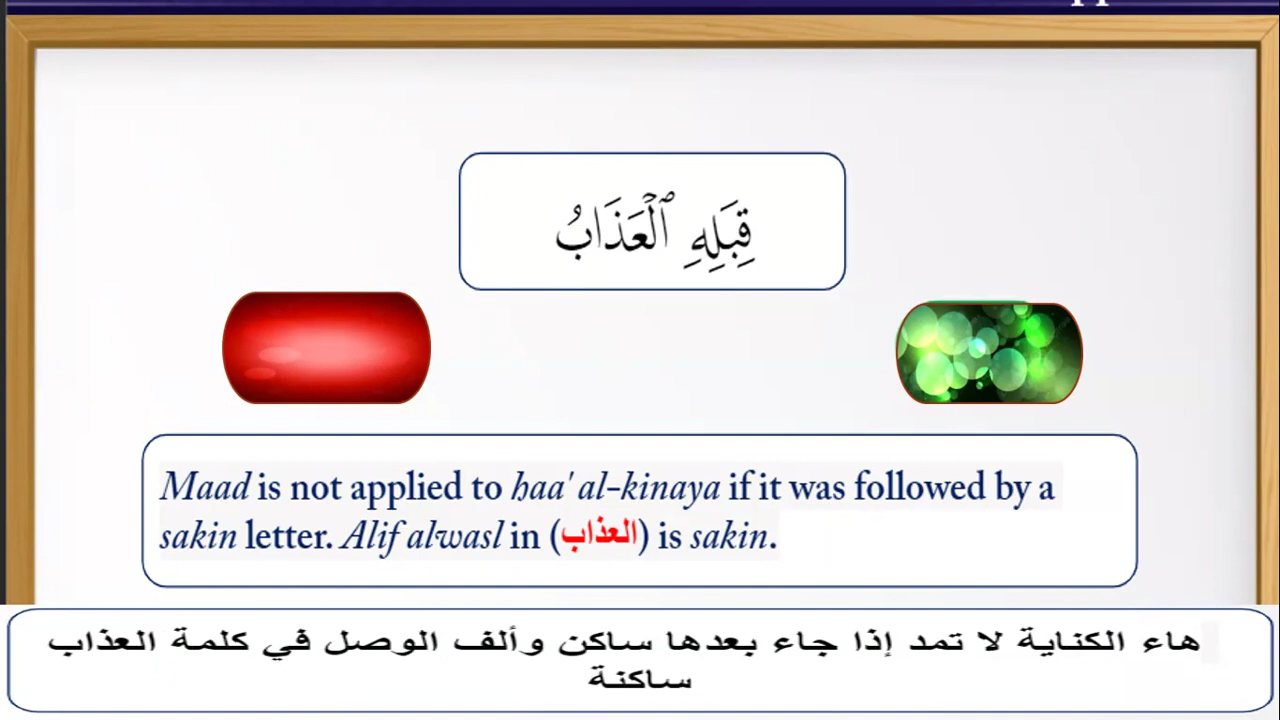 قِبَلِهِ ٱلْعَذَابُ
Maad is not applied to haa' al-kinaya if it was followed by a
sakin letter. Alif alwasl in (العذاب) is sakin.
هاء الكناية لا تمد إذا جاء بعدها ساكن وألف الوصل في كلمة العذاب
ساكنة